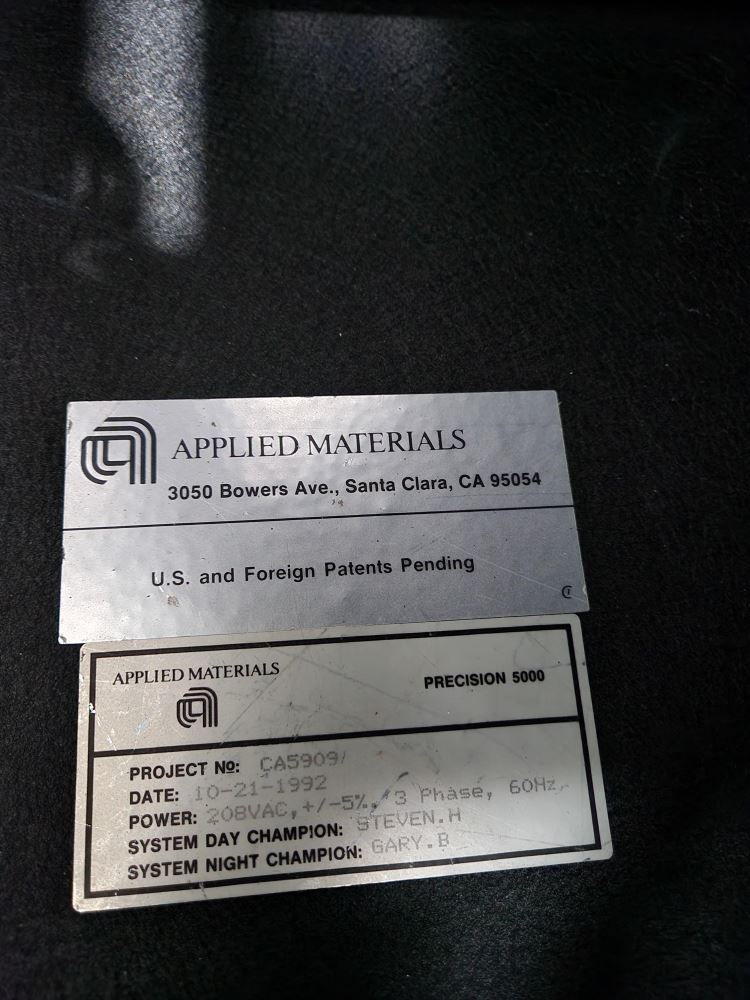 APPLIED MATERIALS
3050 Bowers Ave., Santa Clara, CA 95054
U.S. and Foreign Patents Pending
APPLIED MATERIALS
PRECISION 5000
PROJECT No: CA5909/
DATE: 10-21-1992
POWER: 208VAC,+/-5%, 3 Phase, 60Hz,
SYSTEM DAY CHAMPION: STEVEN.H
SYSTEM NIGHT CHAMPION: GARY.B